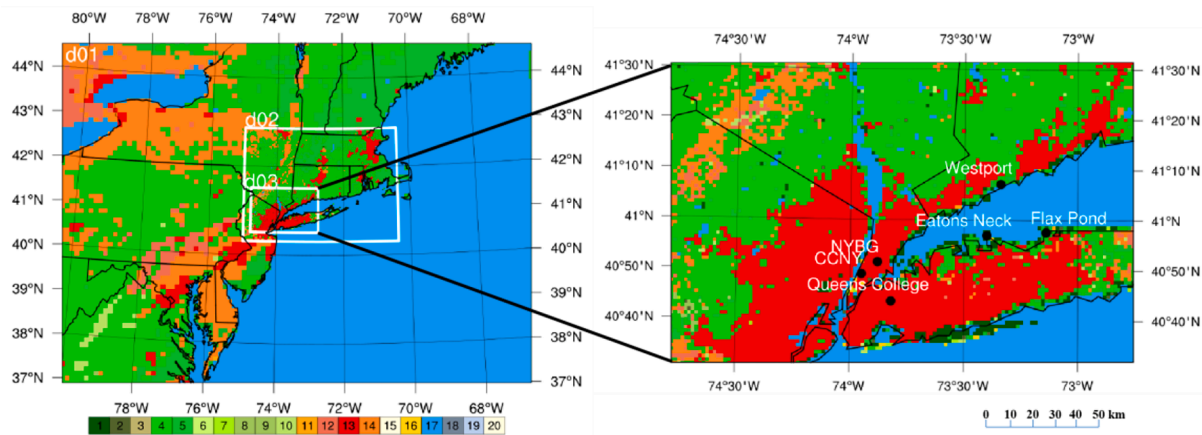 80°W 78°W 76°W 74°W 72°W 70°W 68°W
d01
44°N 44°N
43°N 43°N
d02
42°N 42°N
d03
41°N 41°N
40°N 40°N
39°N 39°N
38°N 38°N
37°N 37°N
78°W 76°W 74°W 72°W 70°W 68°W
1 2 3 4 5 6 7 8 9 10 11 12 13 14 15 16 17 18 19 20
74°30'W 74°W 73°30'W 73°W
41°30'N 41°30'N
41°20'N 41°20'N
41°10'N 41°10'N
Westport
41°N 41°N
Eatons Neck Flax Pond
NYBG
40°50'N CCNY 40°50'N
Queens College
40°40'N 40°40'N
74°30'W 74°W 73°30'W 73°W
0 10 20 30 40 50 km